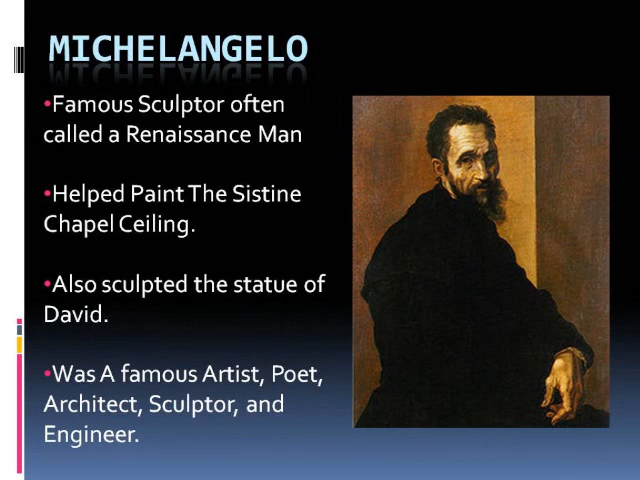 MICHELANGELO
•Famous Sculptor often
called a Renaissance Man
•Helped Paint The Sistine
Chapel Ceiling.
•Also sculpted the statue of
David.
•Was A famous Artist, Poet,
Architect, Sculptor, and
Engineer.